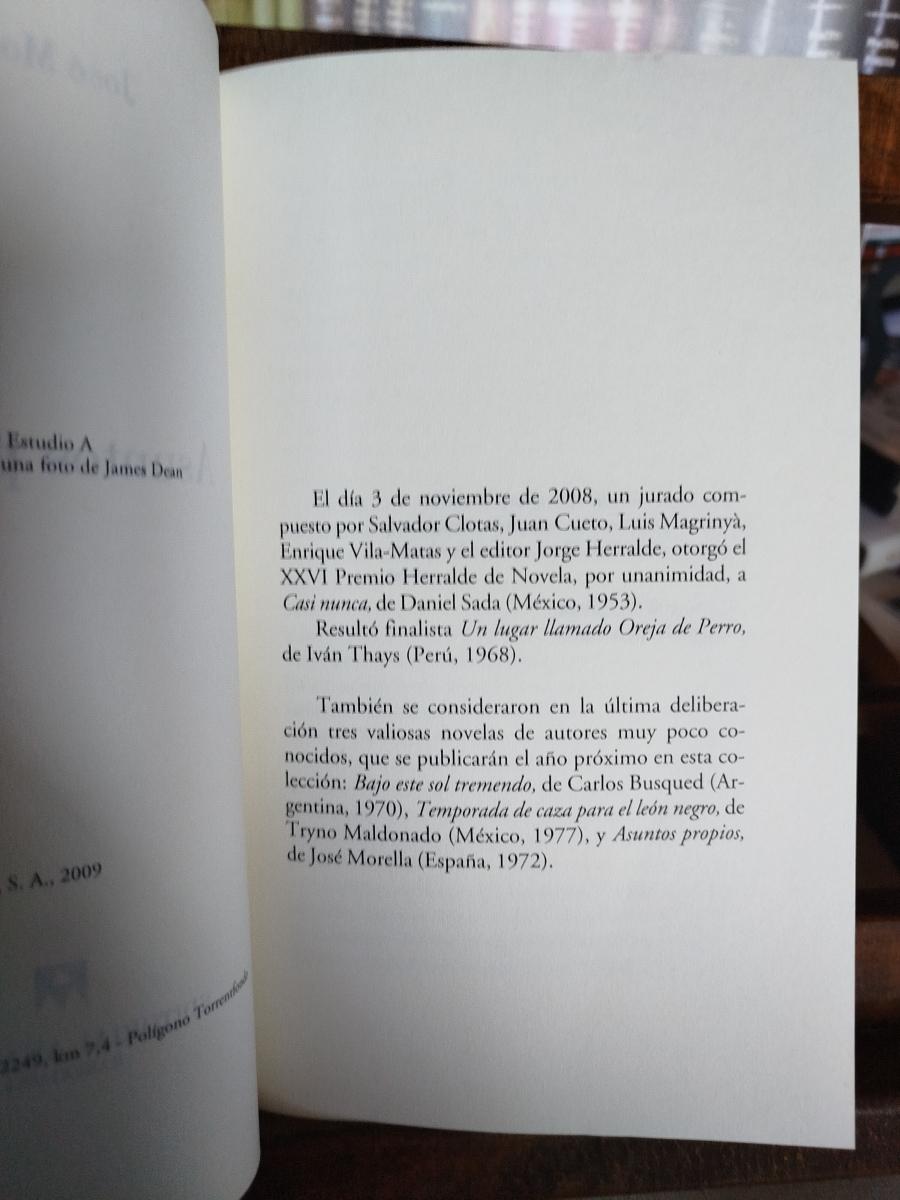 Estudio A
una foto de James Dean
S. A., 2009
2249, km 7,4 - Polígono Torrentfondo
El día 3 de noviembre de 2008, un jurado com-
puesto por Salvador Clotas, Juan Cueto, Luis Magrinyà,
Enrique Vila-Matas y el editor Jorge Herralde, otorgó el
XXVI Premio Herralde de Novela, por unanimidad, a
Casi nunca, de Daniel Sada (México, 1953).
Resultó finalista Un lugar llamado Oreja de Perro,
de Iván Thays (Perú, 1968).
También se consideraron en la última delibera-
ción tres valiosas novelas de autores muy poco co-
nocidos, que se publicarán el año próximo en esta co-
lección: Bajo este sol tremendo, de Carlos Busqued (Ar-
gentina, 1970), Temporada de caza para el león negro, de
Tryno Maldonado (México, 1977), y Asuntos propios,
de José Morella (España, 1972).